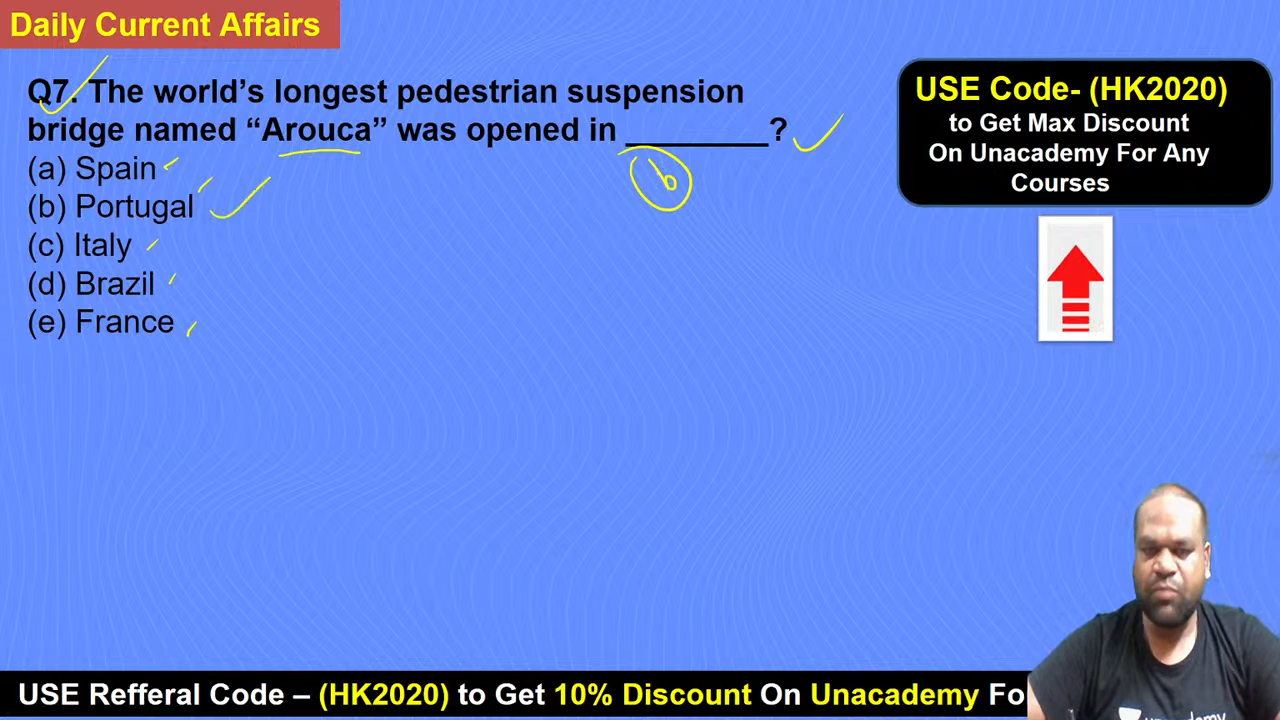 Daily Current Affairs
Q7. The world's longest pedestrian suspension
bridge named “Arouca” was opened in ________?
(a) Spain
(b) Portugal
(c) Italy
(d) Brazil
(e) France
b
USE Code- (HK2020)
to Get Max Discount
On Unacademy For Any
Courses
USE Refferal Code – (HK2020) to Get 10% Discount On Unacademy Fo
unacademy